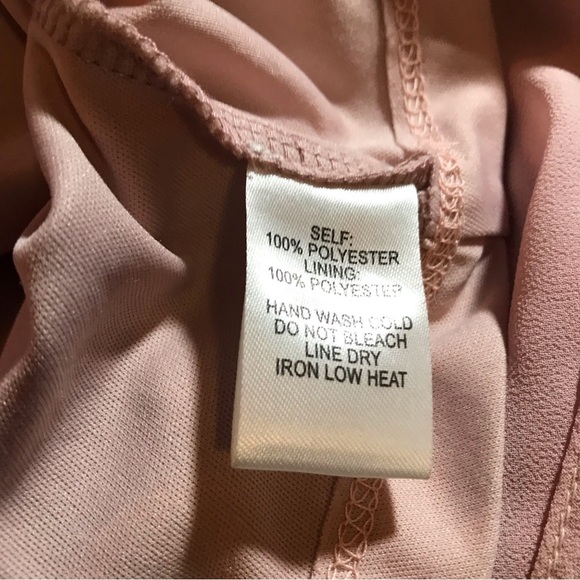 SELF:
100% POLYESTER
LINING:
100% POLYESTER
HAND WASH COLD
DO NOT BLEACH
LINE DRY
IRON LOW HEAT